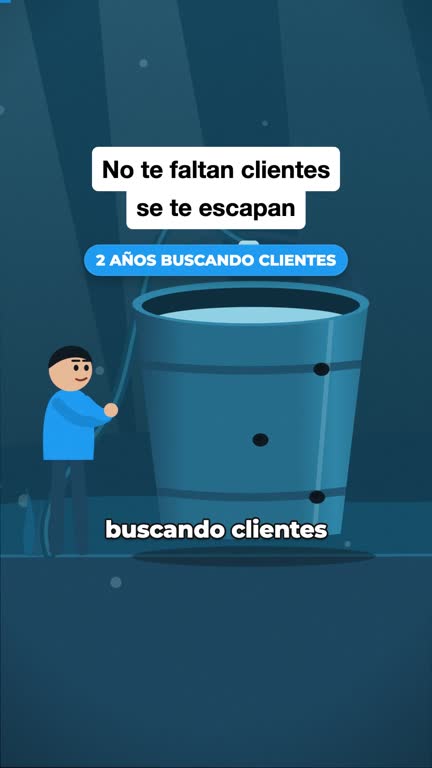 No te faltan clientes
se te escapan
2 AÑOS BUSCANDO CLIENTES
buscando clientes